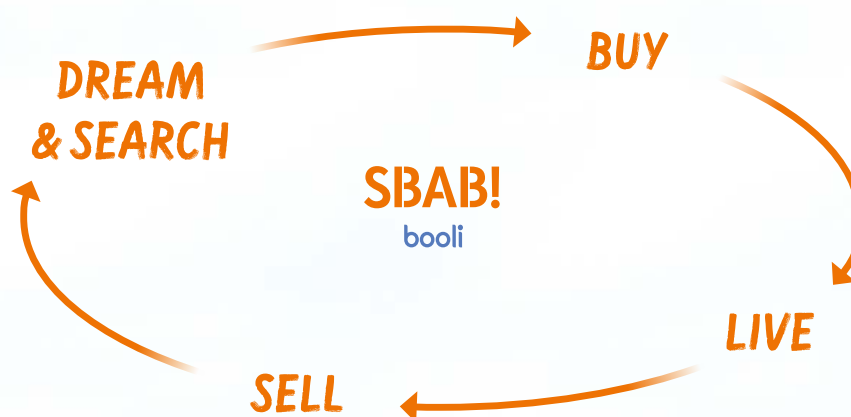 DREAM
& SEARCH
BUY
SBAB!
booli
LIVE
SELL